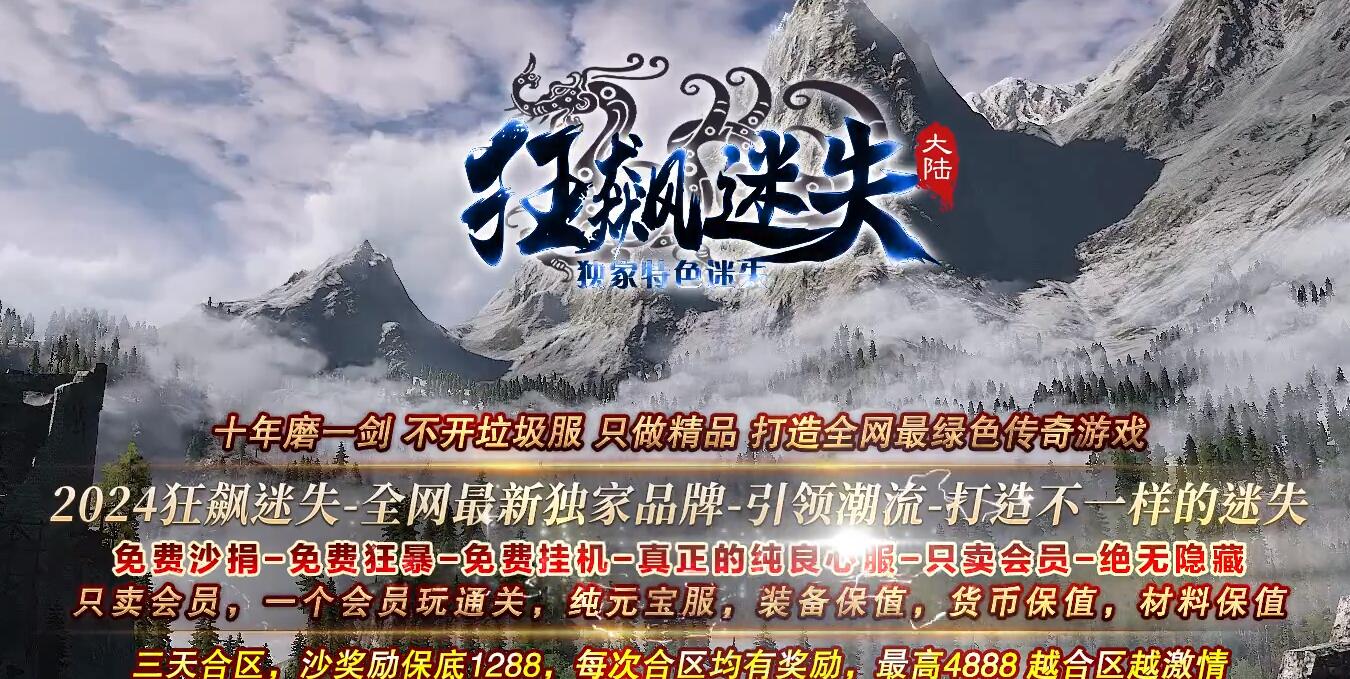 狂飙迷失
大陆
独家特色迷失
十年磨一剑 不开垃圾服 只做精品 打造全网最绿色传奇游戏
2024狂飙迷失-全网最新独家品牌-引领潮流-打造不一样的迷失
免费沙捐-免费狂暴-免费挂机-真正的纯良心服-只卖会员-绝无隐藏
只卖会员，一个会员玩通关，纯元宝服，装备保值，货币保值，材料保值
三天合区，沙奖励保底1288，每次合区均有奖励，最高4888 越合区越激情